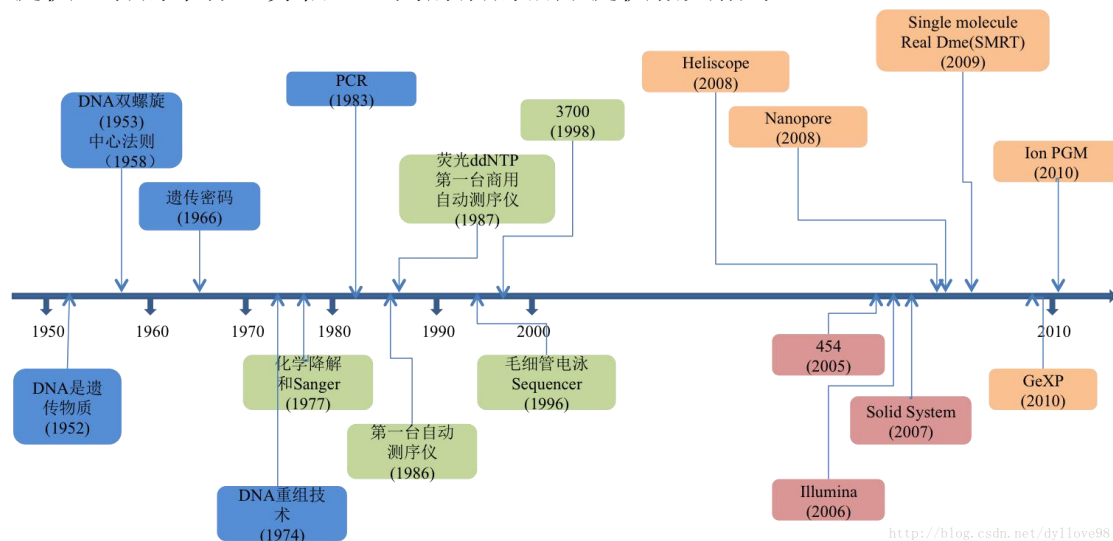 Single molecule
Real Dme(SMRT)
(2009)
Heliscope
(2008)
PCR
(1983)
DNA双螺旋
(1953)
中心法则
（1958）
3700
(1998)
Nanopore
(2008)
Ion PGM
(2010)
荧光ddNTP
第一台商用
自动测序仪
(1987)
遗传密码
(1966)
1950
1960
1970
1980
1990
2000
2010
DNA是遗
传物质
(1952)
化学降解
和Sanger
(1977)
毛细管电泳
Sequencer
(1996)
454
(2005)
GeXP
(2010)
第一台自动
测序仪
(1986)
Solid System
(2007)
DNA重组技
术
(1974)
Illumina
(2006)
http://blog.csdn.net/dyllove98